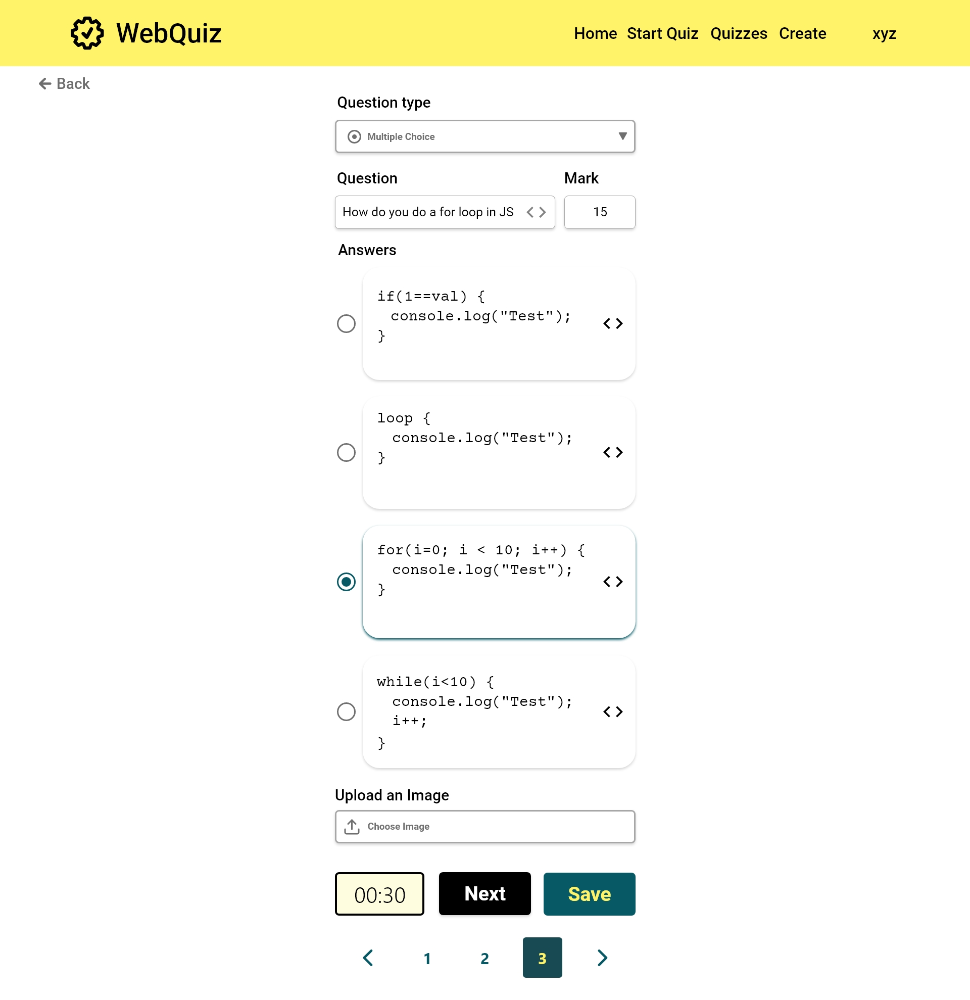 WebQuiz
Home Start Quiz Quizzes Create xyz
Back
Question type
Multiple Choice
Question Mark
How do you do a for loop in JS < > 15
Answers
if(1==val) {
console.log("Test");
}
< >
loop {
console.log("Test");
}
< >
for(i=0; i < 10; i++) {
console.log("Test");
}
< >
while(i<10) {
console.log("Test");
i++;
}
< >
Upload an Image
Choose Image
00:30 Next Save
1 2 3